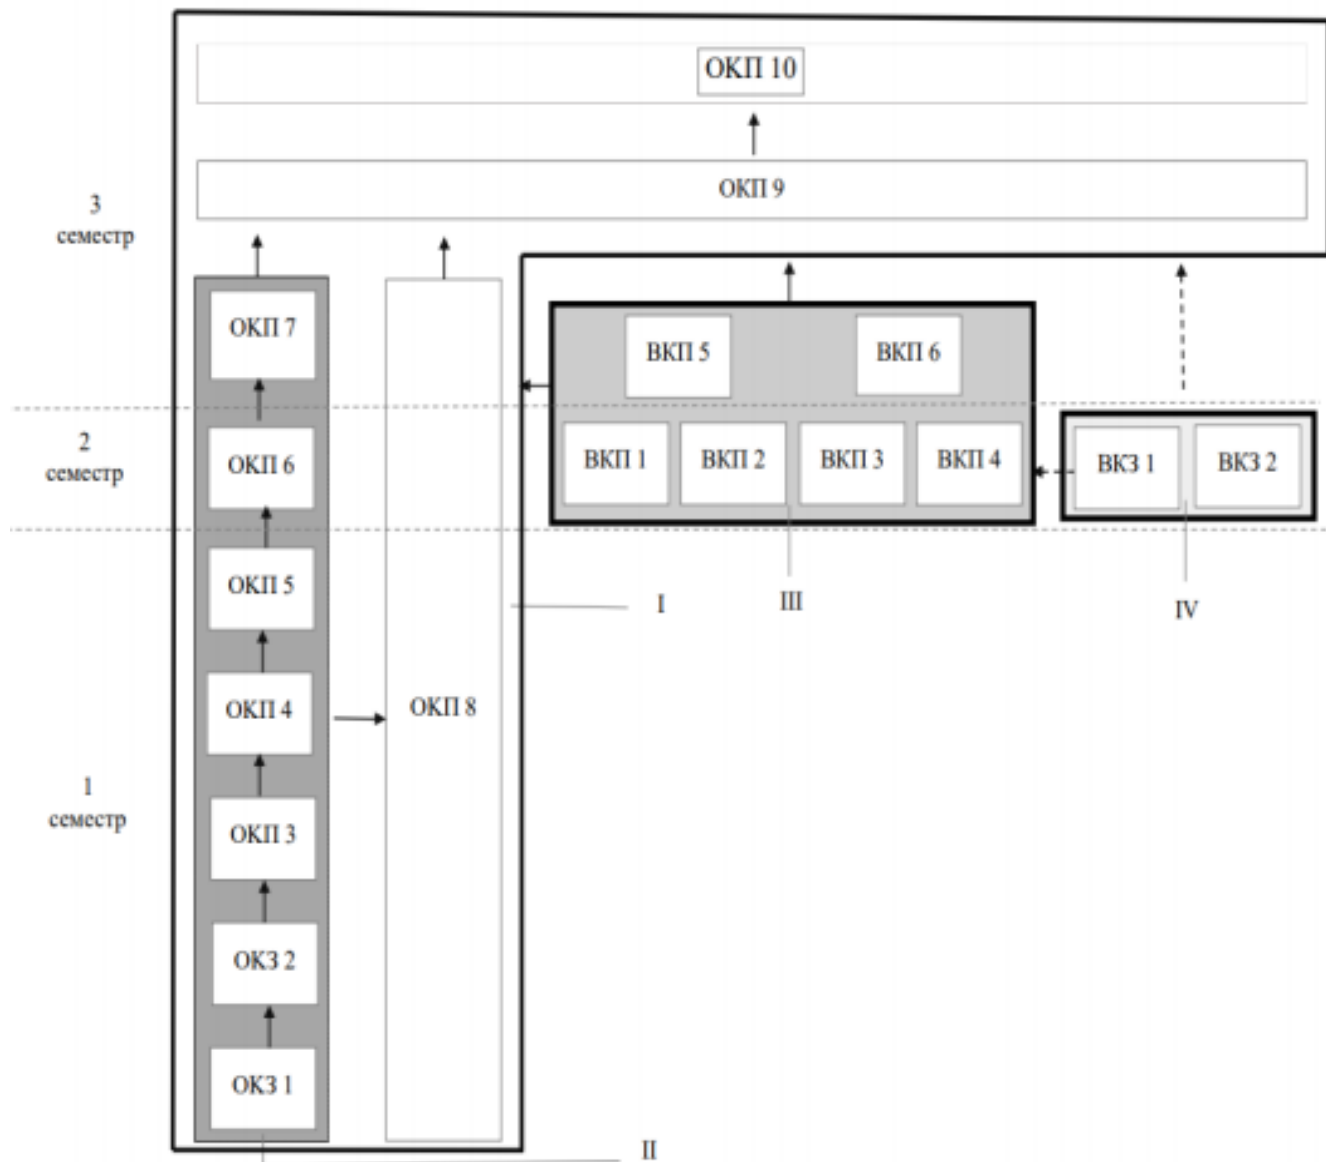 ОКП 10
ОКП 9
3
семестр
ОКП 7
ВКП 5
ВКП 6
2
семестр
ОКП 6
ВКП 1
ВКП 2
ВКП 3
ВКП 4
ВКЗ 1
ВКЗ 2
ОКП 5
I
III
IV
ОКП 4
ОКП 8
1
семестр
ОКП 3
ОКЗ 2
ОКЗ 1
II